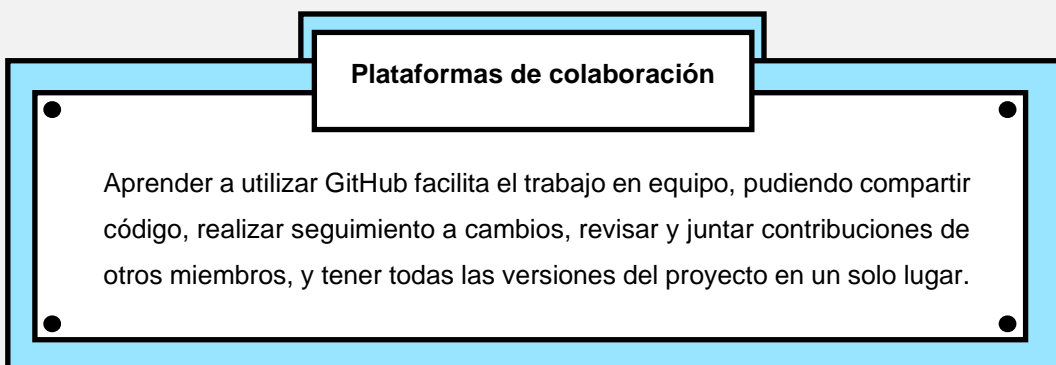 Plataformas de colaboración
Aprender a utilizar GitHub facilita el trabajo en equipo, pudiendo compartir
código, realizar seguimiento a cambios, revisar y juntar contribuciones de
otros miembros, y tener todas las versiones del proyecto en un solo lugar.